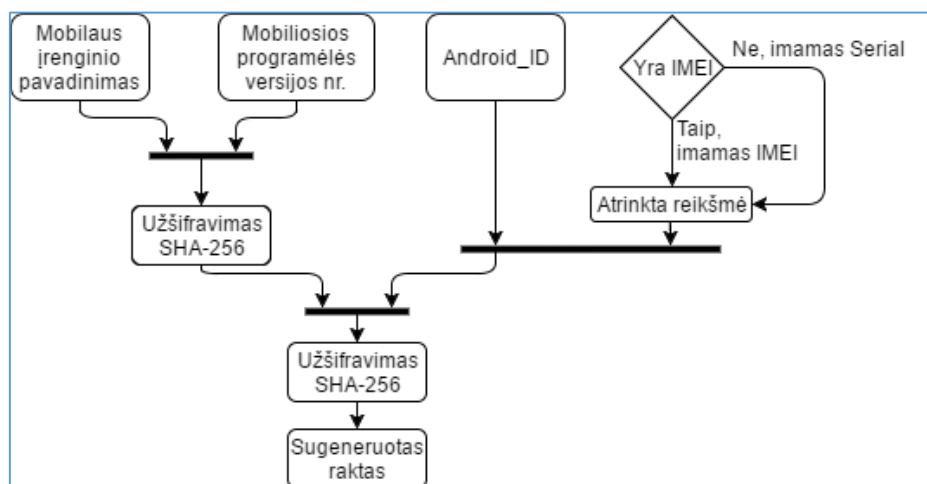 Mobilaus
įrenginio
pavadinimas
Mobiliosios
programėlės
versijos nr.
Android_ID
Yra IMEI
Ne, imamas Serial
Taip,
imamas IMEI
Atrinkta reikšmė
Užšifravimas
SHA-256
Užšifravimas
SHA-256
Sugeneruotas
raktas